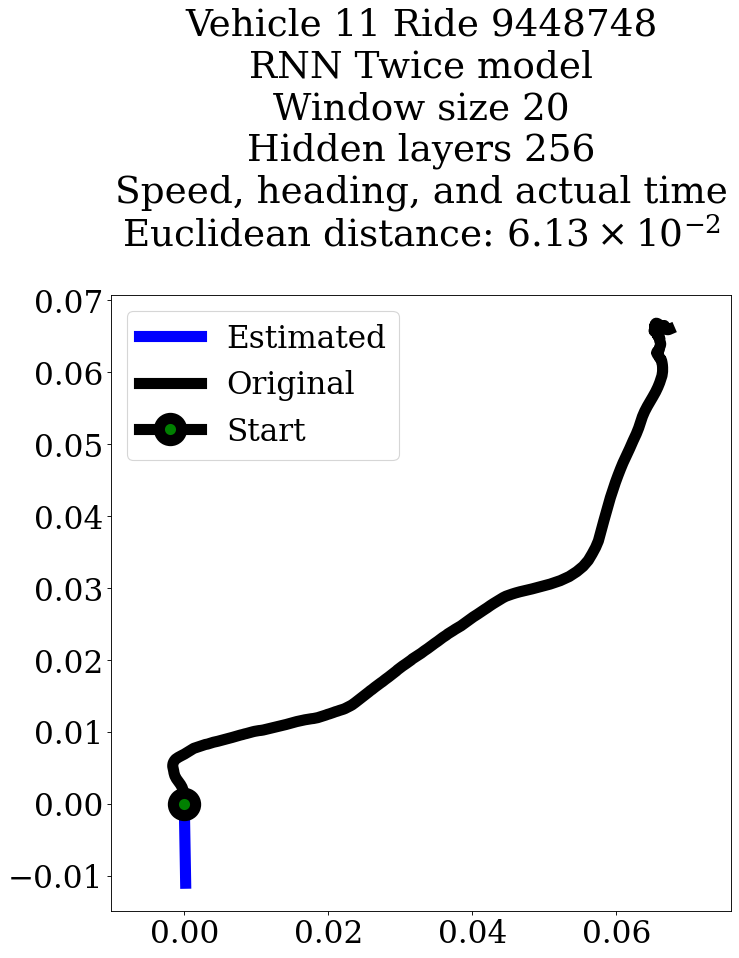 Vehicle 11 Ride 9448748
RNN Twice model
Window size 20
Hidden layers 256
Speed, heading, and actual time
Euclidean distance: 6.13 × 10⁻²
0.07
0.06
0.05
0.04
0.03
0.02
0.01
0.00
−0.01
Estimated
Original
Start
0.00 0.02 0.04 0.06